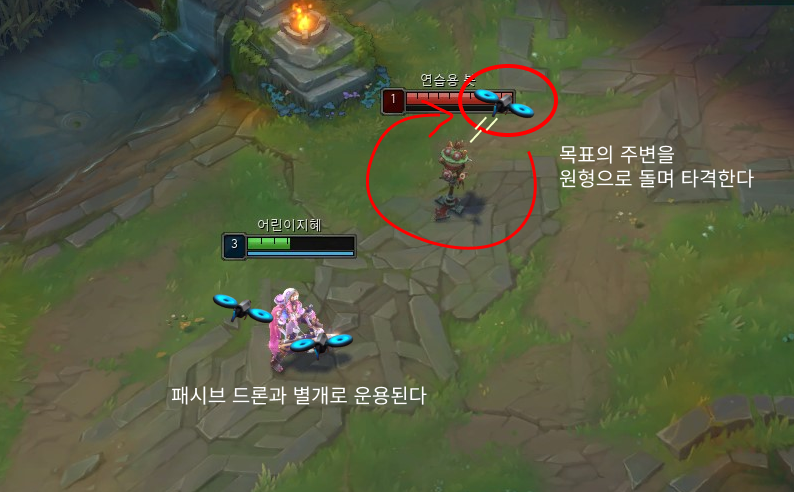 연습용 봇
1
목표의 주변을
원형으로 돌며 타격한다
어린이지혜
3
패시브 드론과 별개로 운용된다